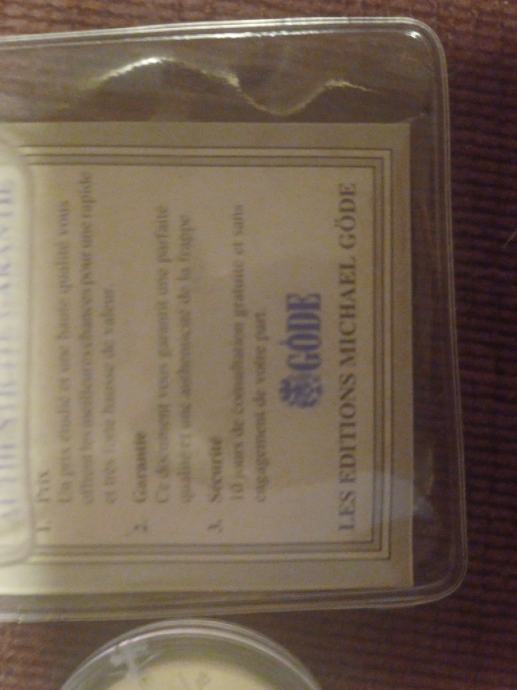 1. Prix
Un prix étudié et une haute qualité vous
offrent les meilleures chances pour une rapide
et très forte hausse de valeur.
2. Garantie
Ce document vous garantit une parfaite
qualité et une authenticité de la frappe
3. Sécurité
10 jours de consultation gratuite et sans
engagement de votre part.
GÖDE
LES EDITIONS MICHAEL GÖDE